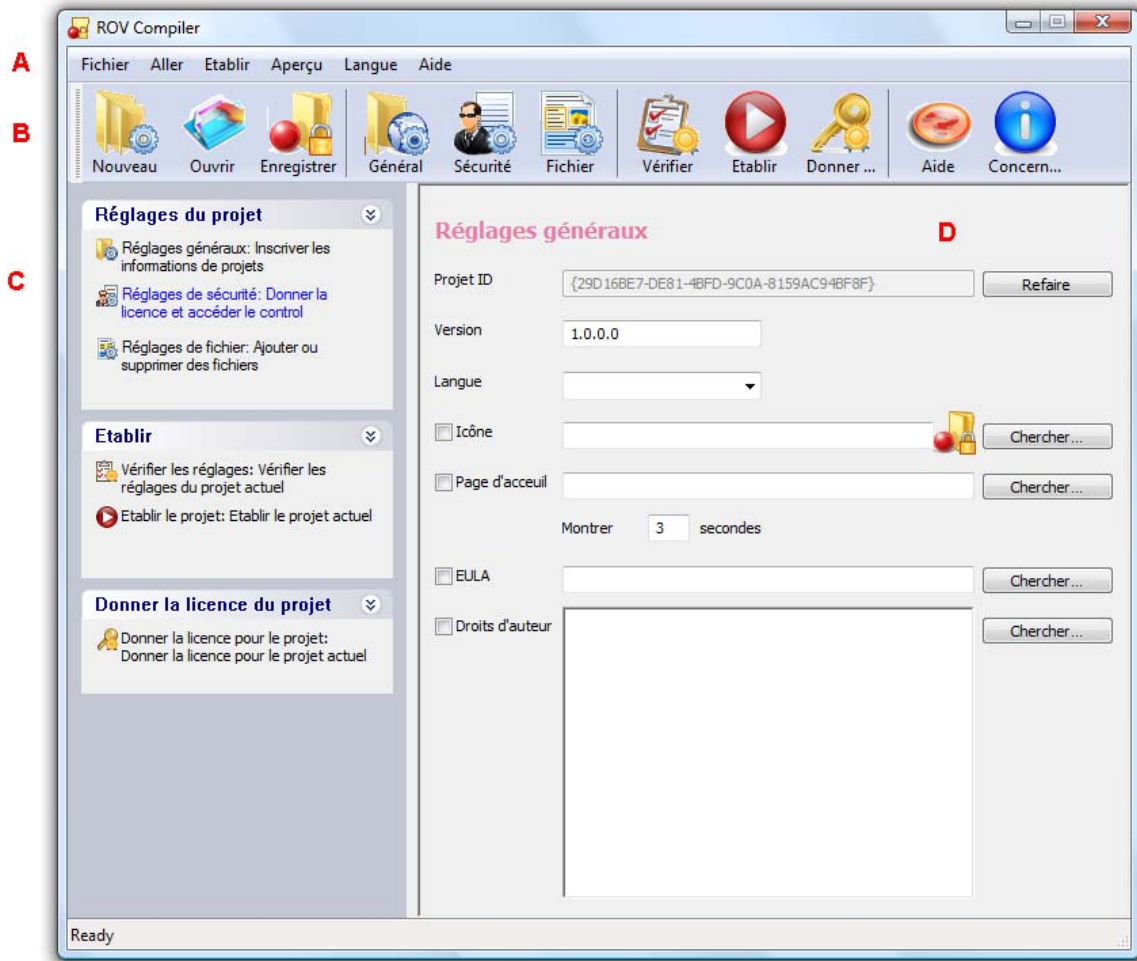 ROV Compiler
A
Fichier Aller Etablir Aperçu Langue Aide
B
Nouveau Ouvrir Enregistrer Général Sécurité Fichier Vérifier Etablir Donner ... Aide Concern...
C
Réglages du projet
Réglages généraux: Inscriver les
informations de projets
Réglages de sécurité: Donner la
licence et accéder le control
Réglages de fichier: Ajouter ou
supprimer des fichiers
Etablir
Vérifier les réglages: Vérifier les
réglages du projet actuel
Etablir le projet: Etablir le projet actuel
Donner la licence du projet
Donner la licence pour le projet:
Donner la licence pour le projet actuel
Réglages généraux
D
Projet ID {29D16BE7-DE81-4BFD-9C0A-8159AC94BF8F} Refaire
Version 1.0.0.0
Langue
Icône Chercher...
Page d'acceuil Chercher...
Montrer 3 secondes
EULA Chercher...
Droits d'auteur Chercher...
Ready